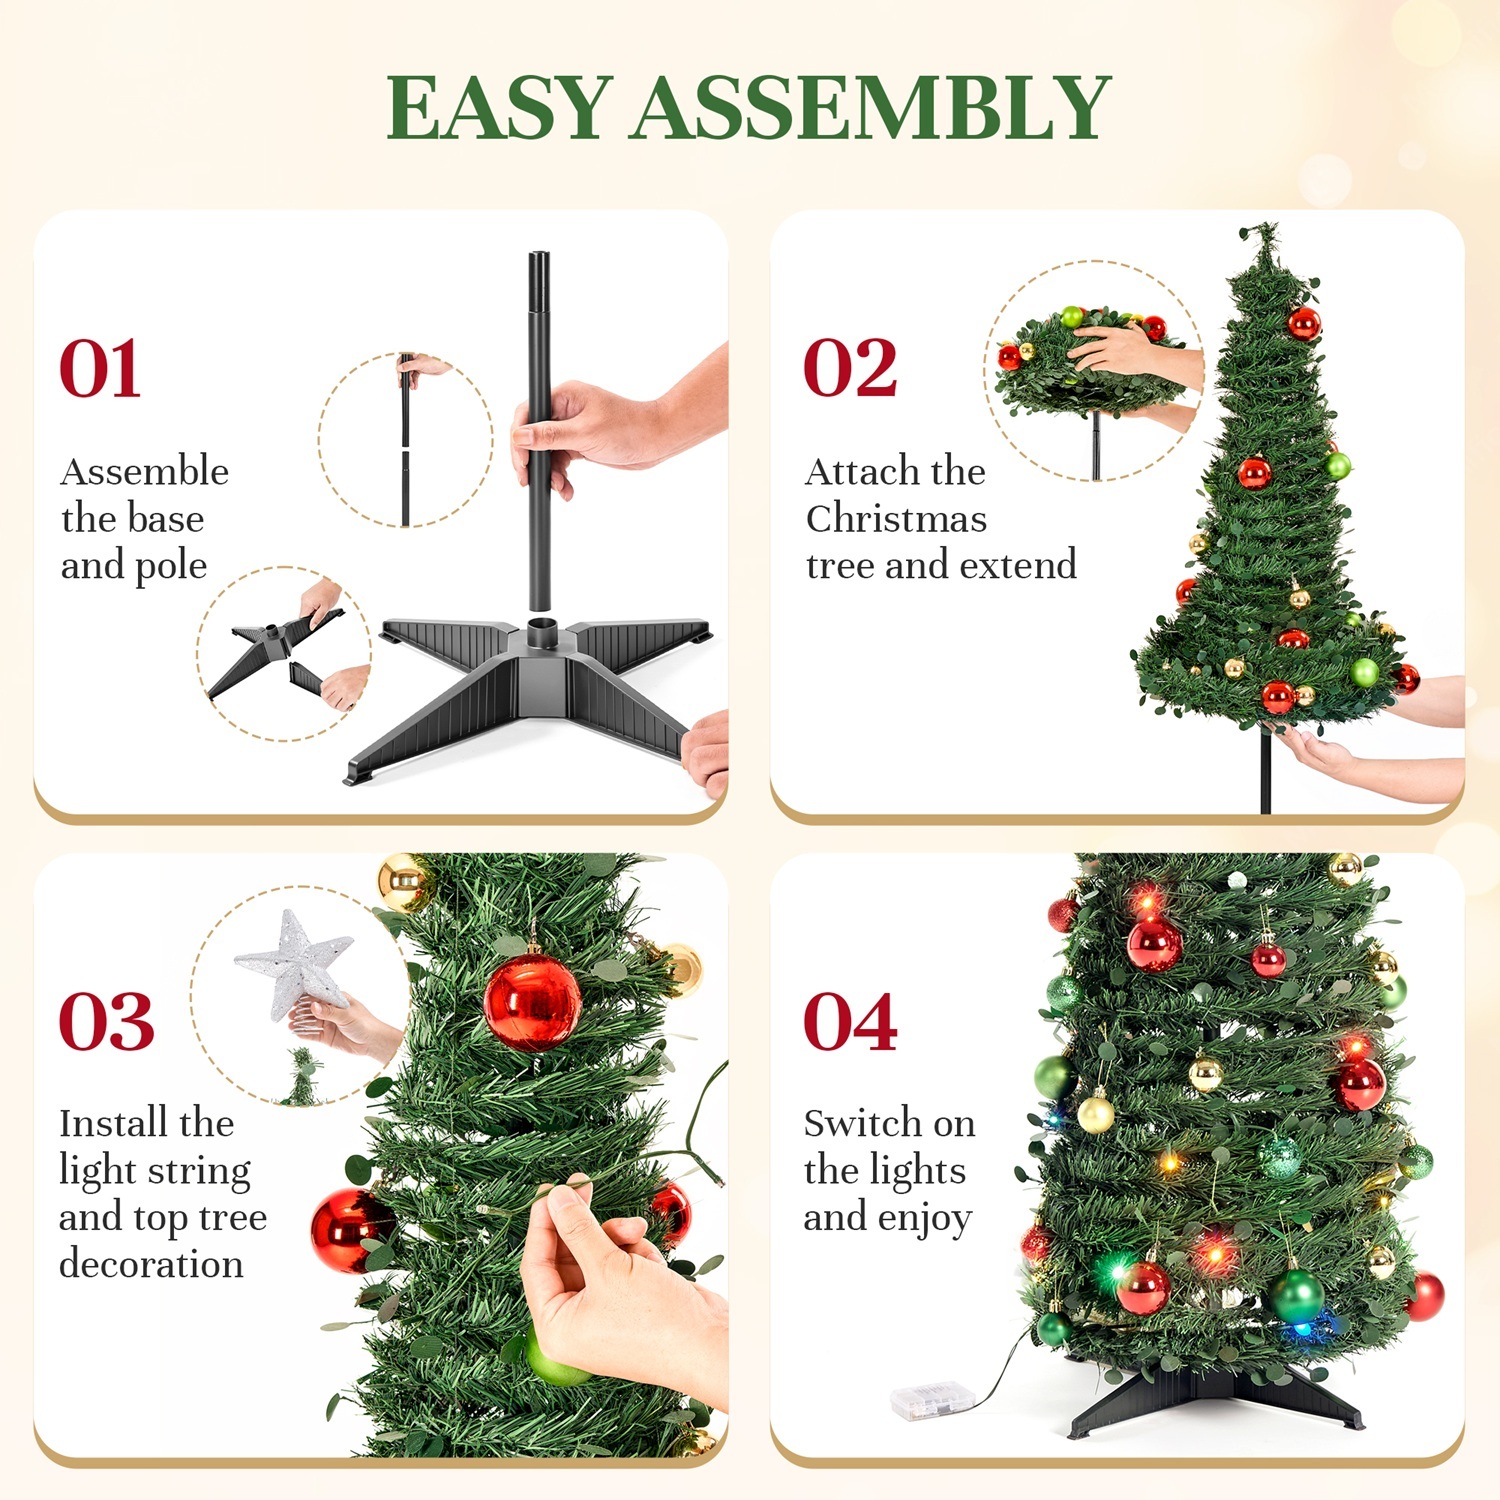 EASY ASSEMBLY
01
Assemble
the base
and pole
02
Attach the
Christmas
tree and extend
03
Install the
light string
and top tree
decoration
04
Switch on
the lights
and enjoy